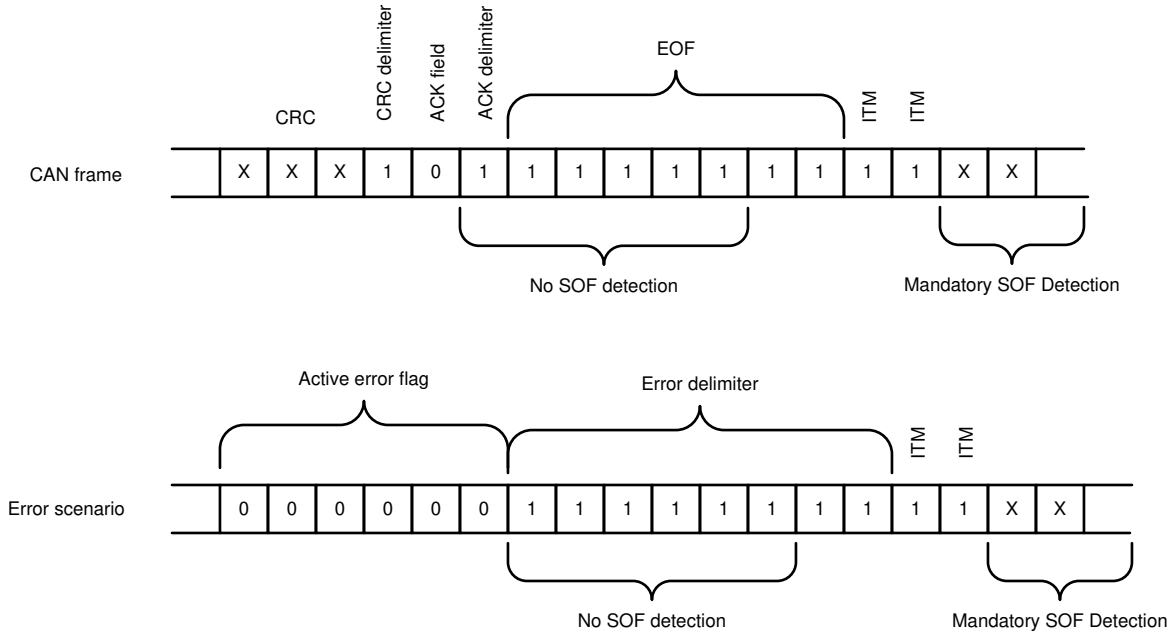 CRC delimiter
ACK field
ACK delimiter
EOF
ITM
ITM
CRC
CAN frame
X X X 1 0 1 1 1 1 1 1 1 1 1 1 X X
No SOF detection
Mandatory SOF Detection
Active error flag
Error delimiter
ITM
ITM
Error scenario
0 0 0 0 0 0 1 1 1 1 1 1 1 1 1 1 X X
No SOF detection
Mandatory SOF Detection